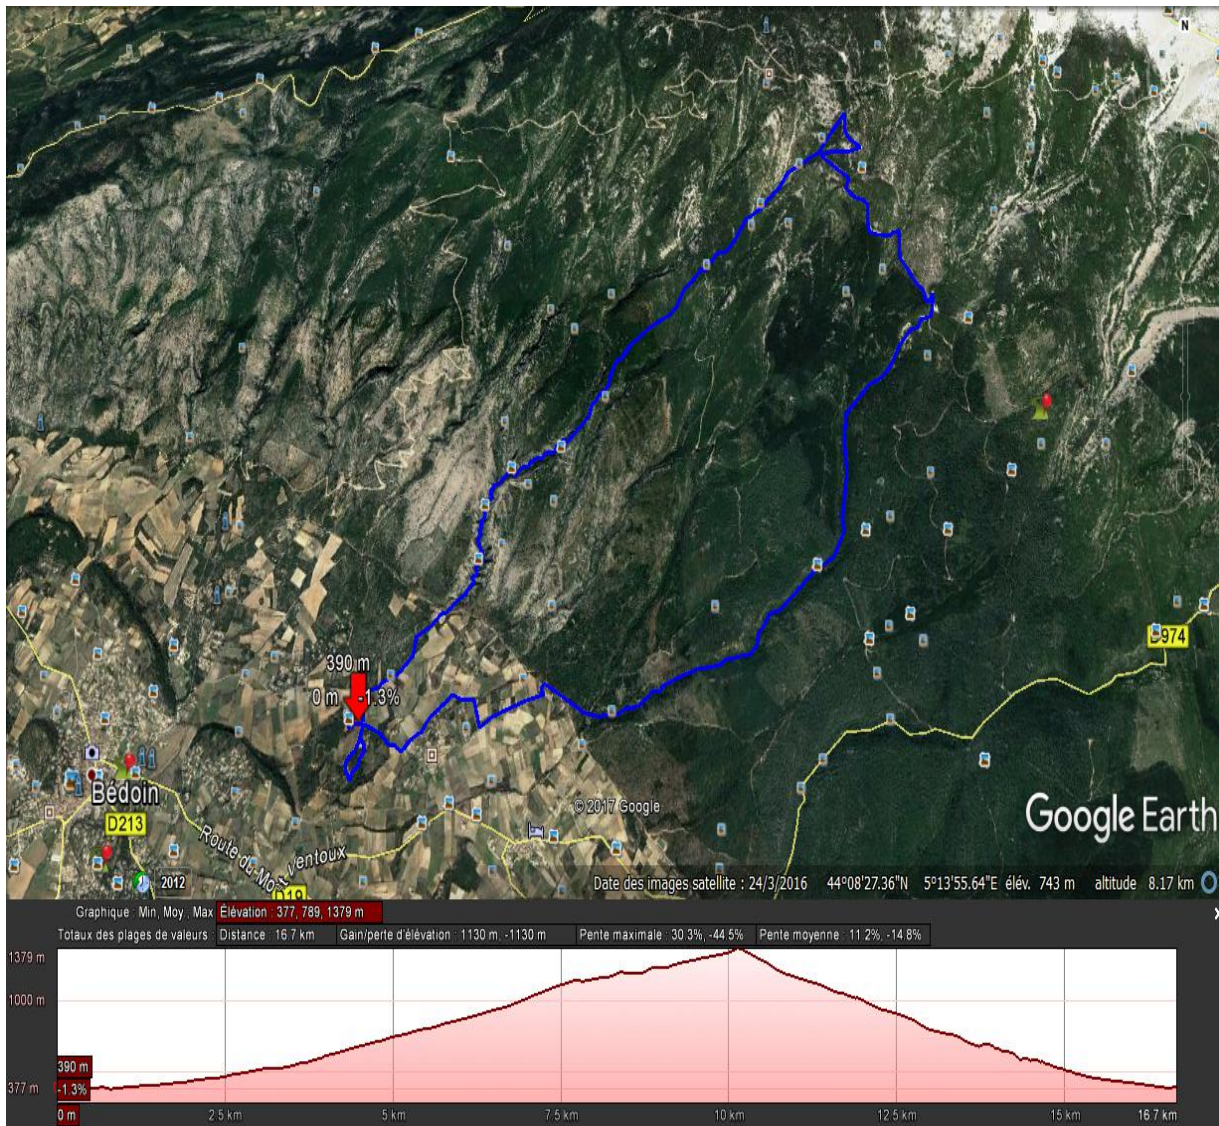 N
390 m
0 m -1.3%
D974
Bédoin
D213
Route du Mont Ventoux
D19
2012
© 2017 Google
Google Earth
Date des images satellite : 24/3/2016 44°08'27.36"N 5°13'55.64"E élév. 743 m altitude 8.17 km
Graphique : Min, Moy., Max Élévation : 377, 789, 1379 m
Totaux des plages de valeurs : Distance : 16.7 km Gain/perte d'élévation : 1130 m, -1130 m Pente maximale : 30.3%, -44.5% Pente moyenne : 11.2%, -14.8%
1379 m
1000 m
390 m
377 m
-1.3%
0 m 2.5 km 5 km 7.5 km 10 km 12.5 km 15 km 16.7 km